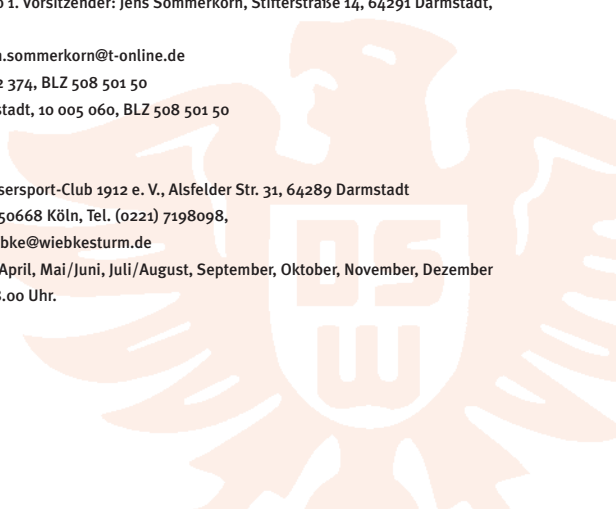 1. Vorsitzender: Jens Sommerkorn, Stifterstraße 14, 64291 Darmstadt,
.sommerkorn@t-online.de
374, BLZ 508 501 50
10 005 060, BLZ 508 501 50
sersport-Club 1912 e. V., Alsfelder Str. 31, 64289 Darmstadt
50668 Köln, Tel. (0221) 7198098,
bke@wiebkesturm.de
April, Mai/Juni, Juli/August, September, Oktober, November, Dezember
.00 Uhr.
DS
W